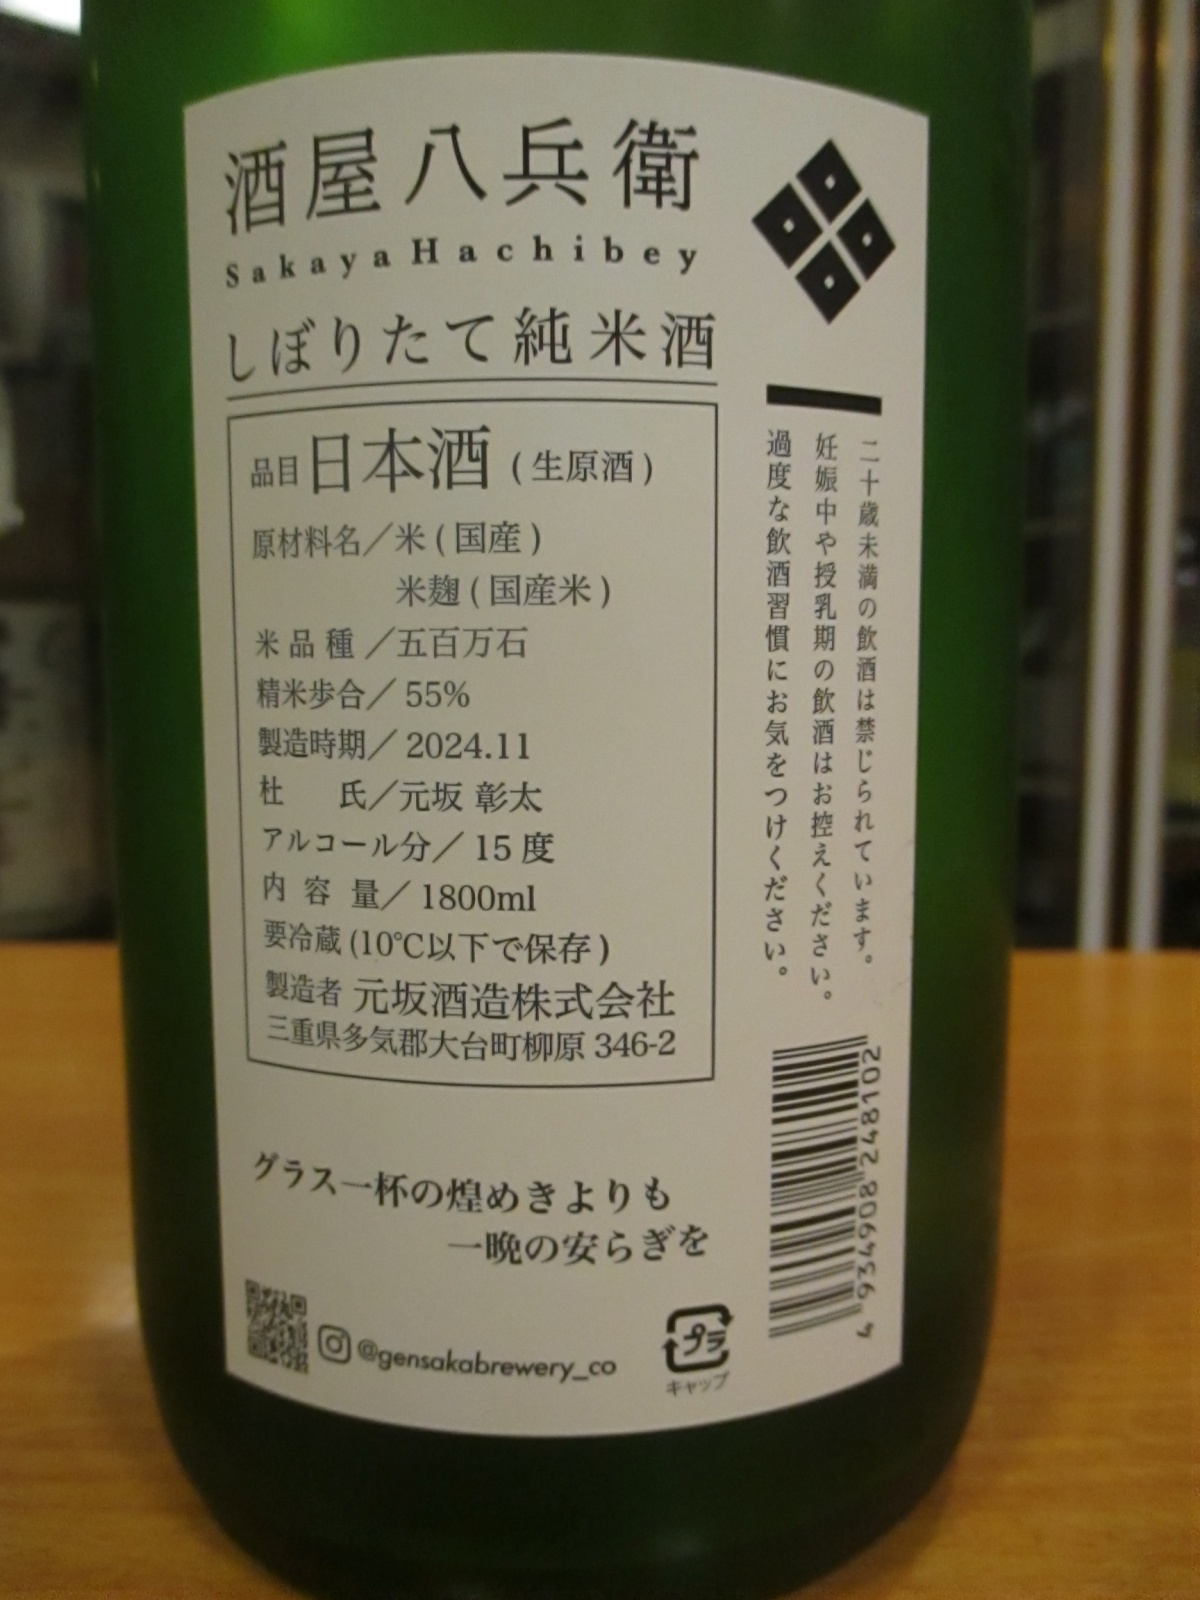 酒屋八兵衛
Sakaya Hachibey
しぼりたて純米酒
品目 日本酒 (生原酒)
原材料名/米(国産)
米麹(国産米)
米品種/五百万石
精米歩合/55%
製造時期/2024.11
杜 氏/元坂 彰太
アルコール分/15度
内容量/1800ml
要冷蔵(10℃以下で保存)
製造者 元坂酒造株式会社
三重県多気郡大台町柳原 346-2
グラス一杯の煌めきよりも
一晩の安らぎを
@gensakabrewery_co
プラ
キャップ
二十歳未満の飲酒は禁じられています。
妊娠中や授乳期の飲酒はお控えください。
過度な飲酒習慣にお気をつけください。
4 934908 248102